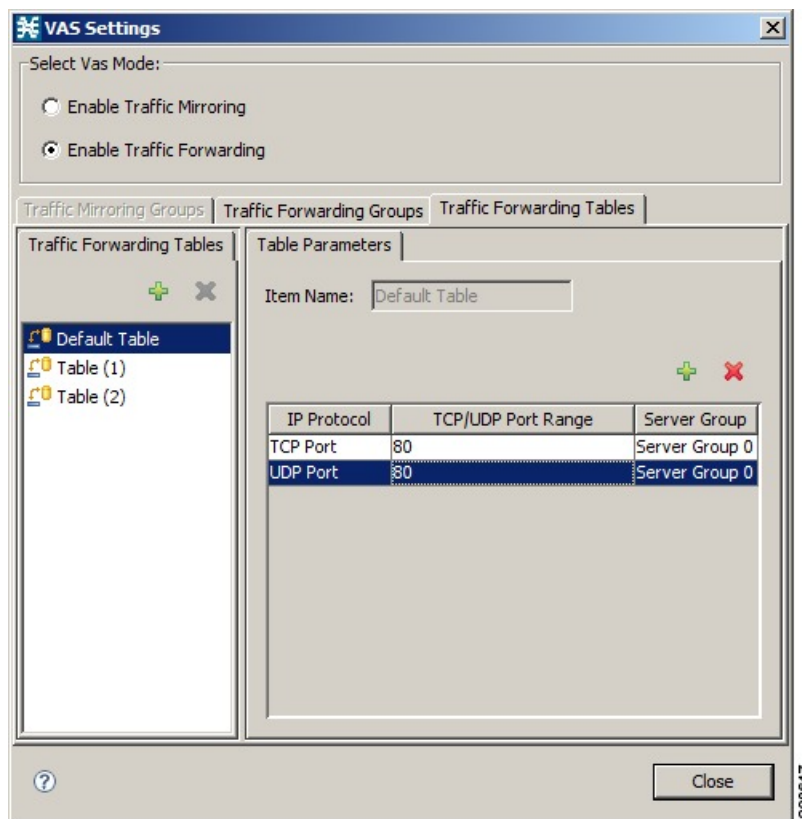 VAS Settings
Select Vas Mode:
Enable Traffic Mirroring
Enable Traffic Forwarding
Traffic Mirroring Groups
Traffic Forwarding Groups
Traffic Forwarding Tables
Traffic Forwarding Tables
Default Table
Table (1)
Table (2)
Table Parameters
Item Name: Default Table
IP Protocol TCP/UDP Port Range Server Group
TCP Port 80 Server Group 0
UDP Port 80 Server Group 0
?
Close